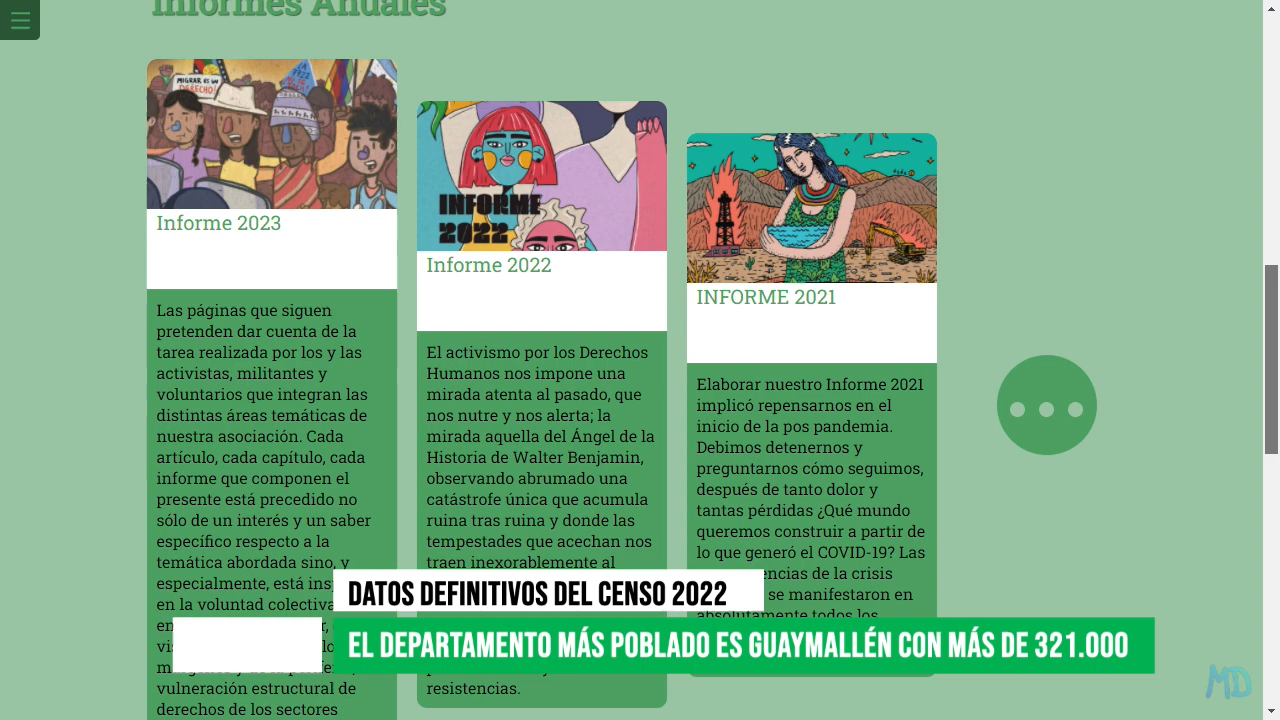 Informes Anuales
MIGRAR ES UN
DERECHO!
Informe 2023
Las páginas que siguen
pretenden dar cuenta de la
tarea realizada por los y las
activistas, militantes y
voluntarios que integran las
distintas áreas temáticas de
nuestra asociación. Cada
artículo, cada capítulo, cada
informe que componen el
presente está precedido no
sólo de un interés y un saber
específico respecto a la
temática abordada sino, y
especialmente, está
en la voluntad colectiva
vulneración estructural de
derechos de los sectores
INFORME
2022
Informe 2022
El activismo por los Derechos
Humanos nos impone una
mirada atenta al pasado, que
nos nutre y nos alerta; la
mirada aquella del Ángel de la
Historia de Walter Benjamin,
observando abrumado una
catástrofe única que acumula
ruina tras ruina y donde las
tempestades que acechan nos
traen inexorablemente al
resistencias.
INFORME 2021
Elaborar nuestro Informe 2021
implicó repensarnos en el
inicio de la pos pandemia.
Debimos detenernos y
preguntarnos cómo seguimos,
después de tanto dolor y
tantas pérdidas ¿Qué mundo
queremos construir a partir de
lo que generó el COVID-19? Las
de la crisis
se manifestaron en
absolutamente todos los
DATOS DEFINITIVOS DEL CENSO 2022
EL DEPARTAMENTO MÁS POBLADO ES GUAYMALLÉN CON MÁS DE 321.000
MD